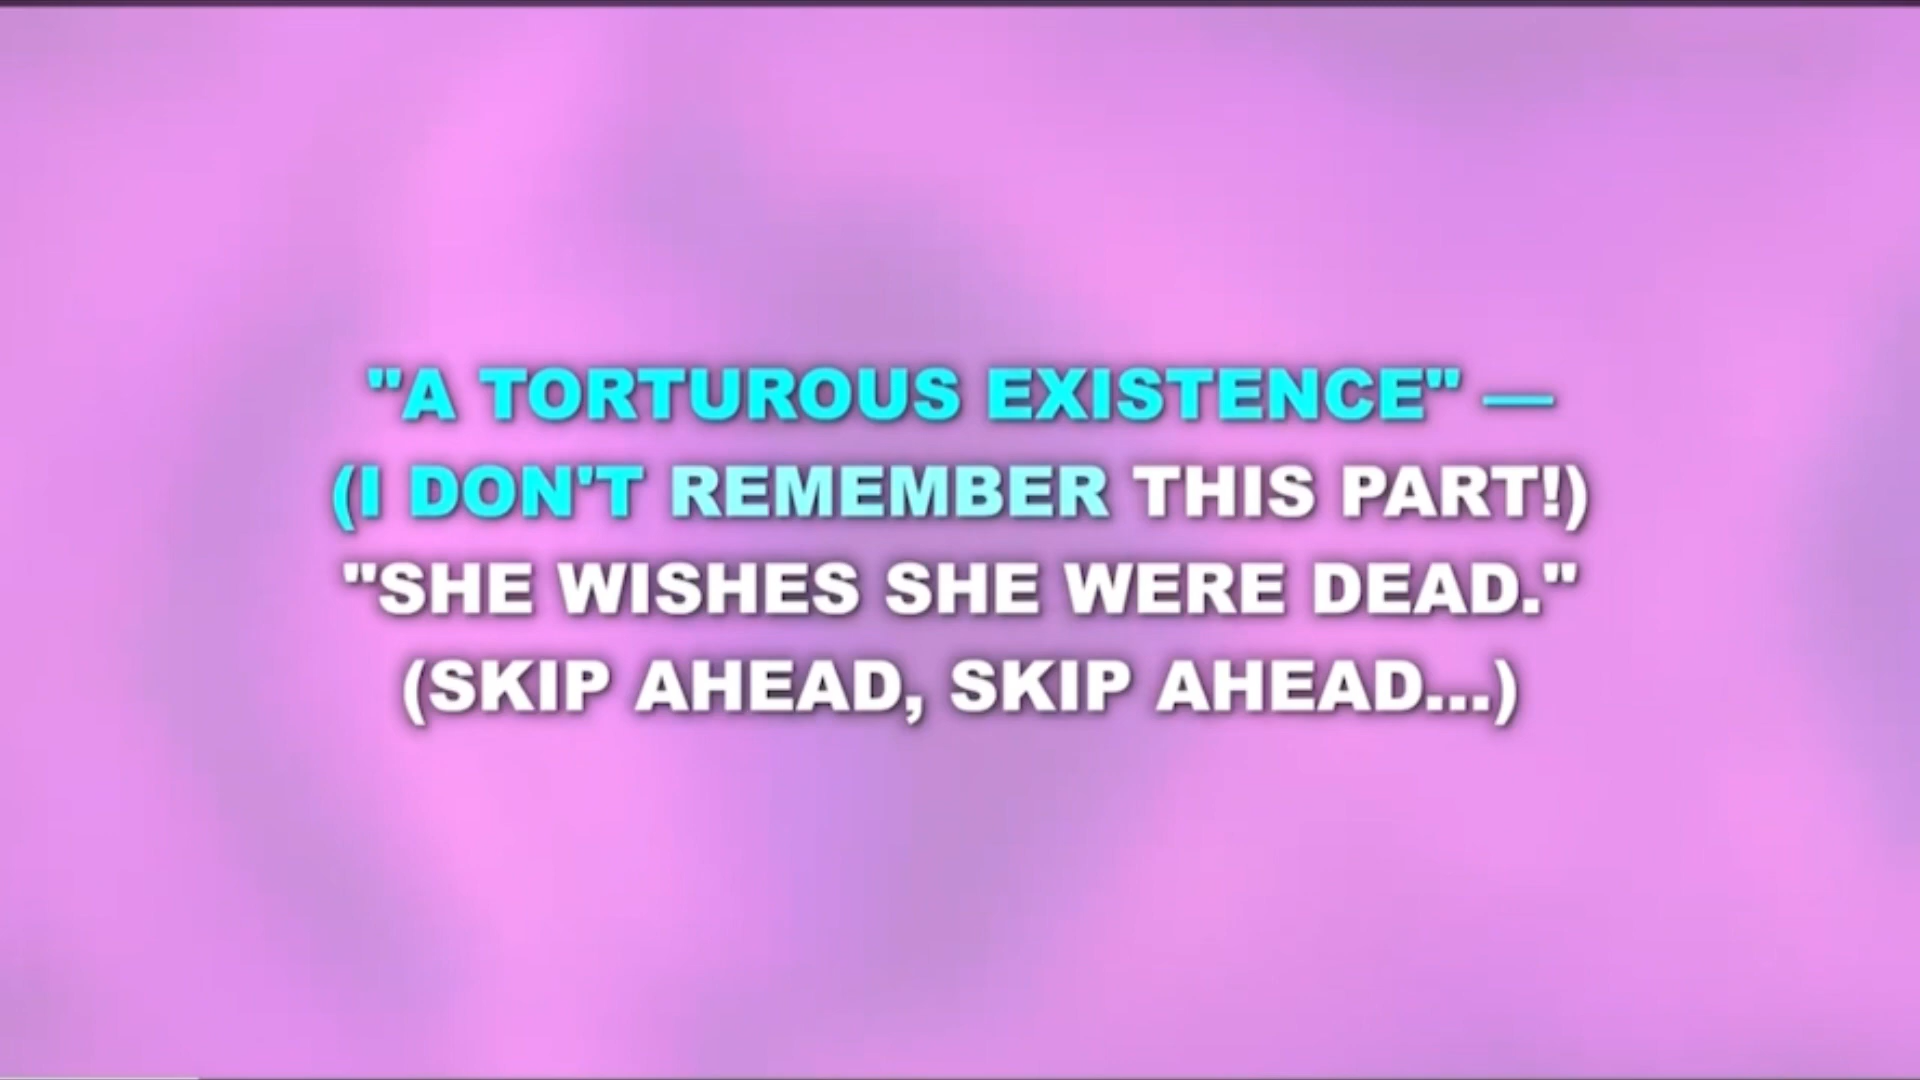 "A TORTUROUS EXISTENCE" —
(I DON'T REMEMBER THIS PART!)
"SHE WISHES SHE WERE DEAD."
(SKIP AHEAD, SKIP AHEAD...)